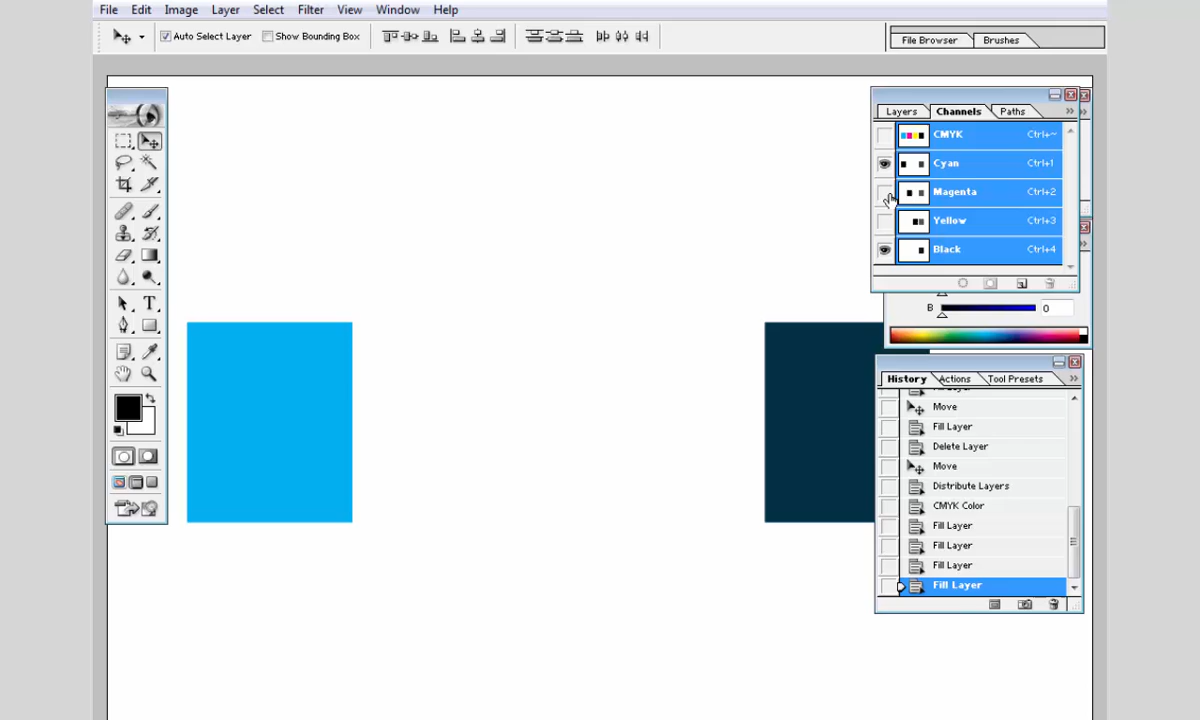 File Edit Image Layer Select Filter View Window Help
Auto Select Layer Show Bounding Box
File Browser Brushes
Layers Channels Paths
CMYK Ctrl+~
Cyan Ctrl+1
Magenta Ctrl+2
Yellow Ctrl+3
Black Ctrl+4
B 0
History Actions Tool Presets
Move
Fill Layer
Delete Layer
Move
Distribute Layers
CMYK Color
Fill Layer
Fill Layer
Fill Layer
Fill Layer